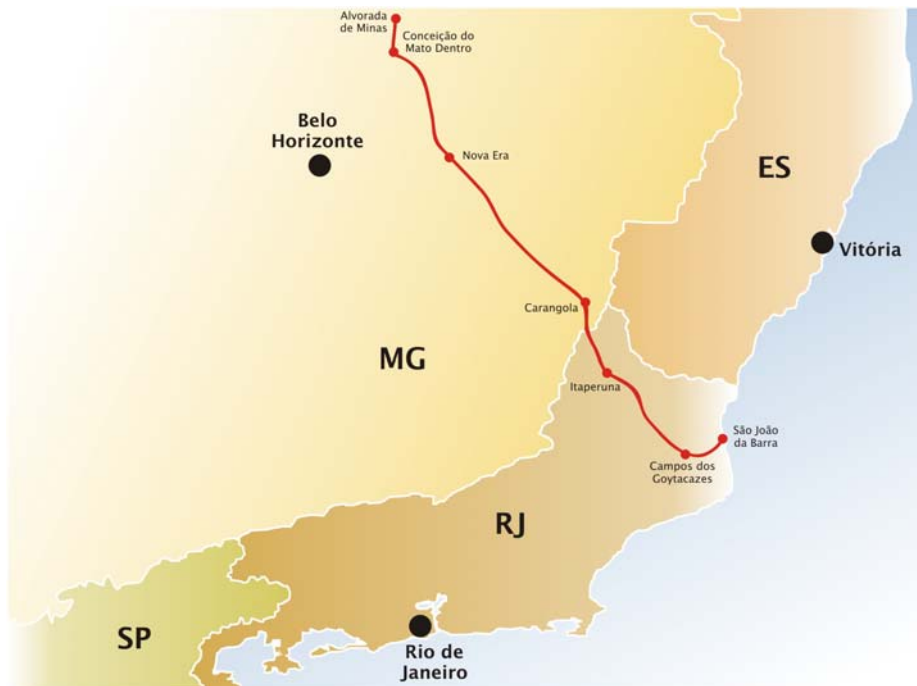 Alvorada
de Minas
Conceição do
Mato Dentro
Belo
Horizonte
Nova Era
ES
Vitória
Carangola
MG
Itaperuna
São João
da Barra
Campos dos
Goytacazes
RJ
SP
Rio de
Janeiro